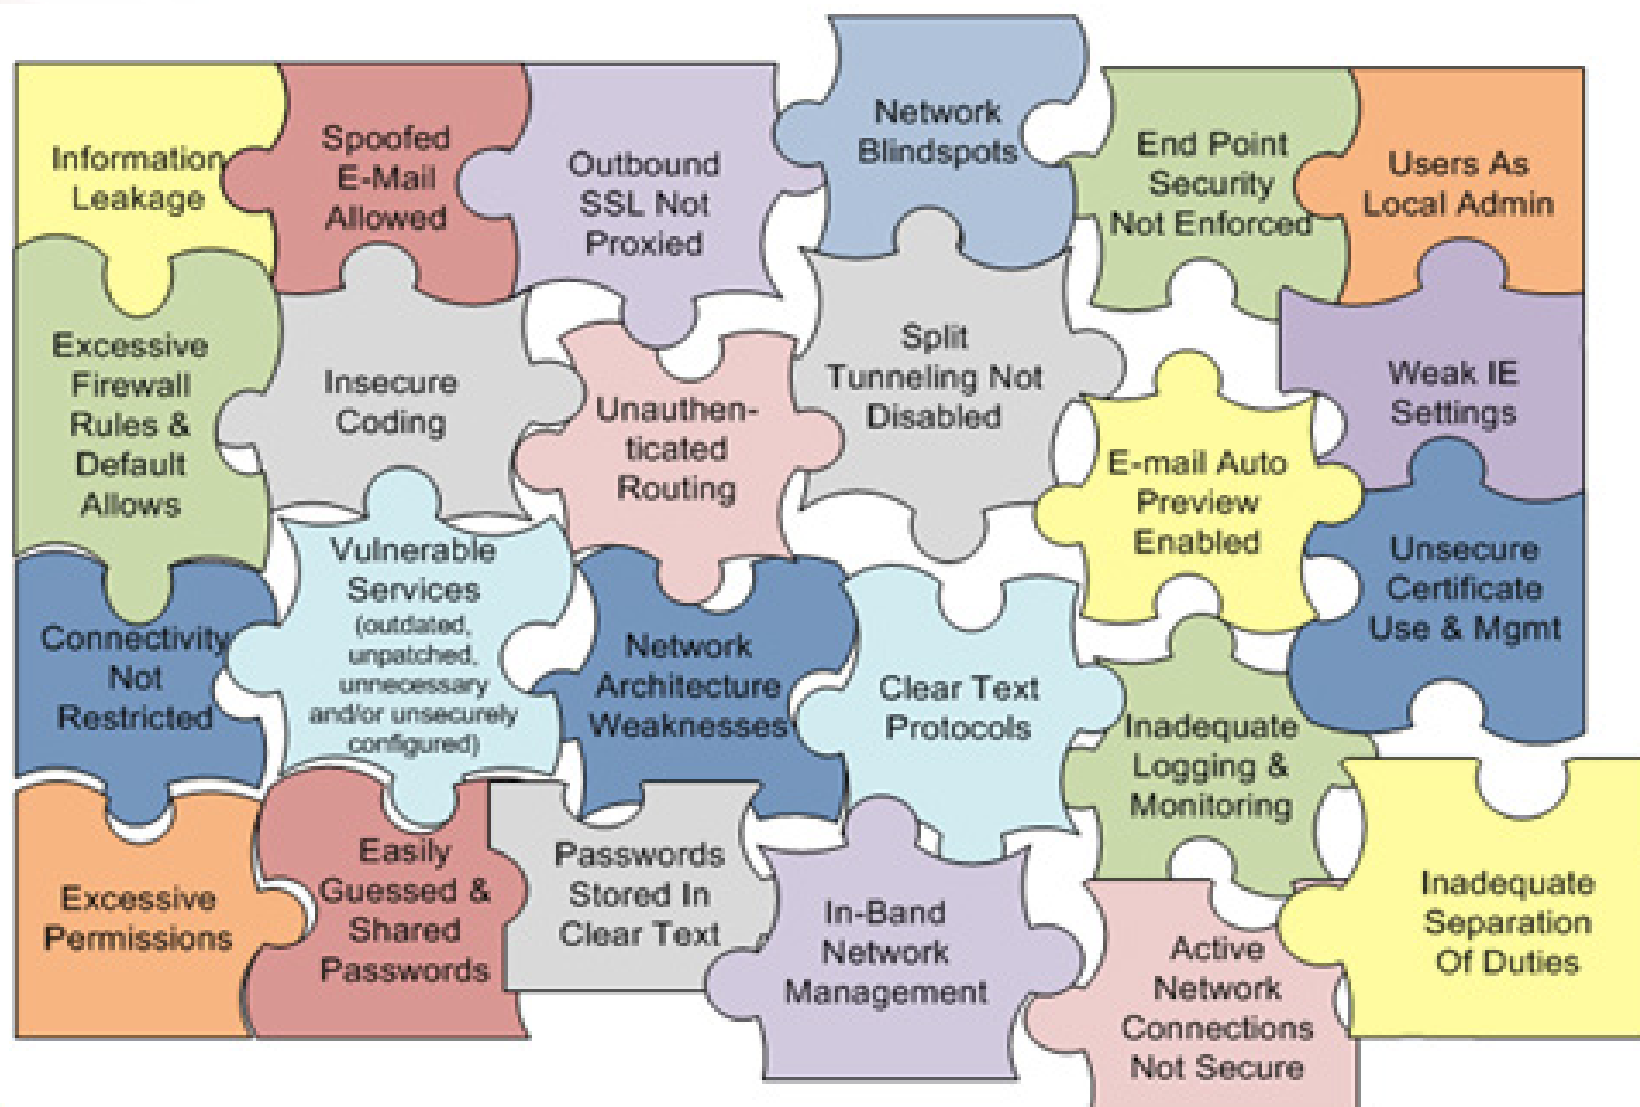 Information
Leakage
Spoofed
E-Mail
Allowed
Outbound
SSL Not
Proxied
Network
Blindspots
End Point
Security
Not Enforced
Users As
Local Admin
Excessive
Firewall
Rules &
Default
Allows
Insecure
Coding
Unauthen-
ticated
Routing
Split
Tunneling Not
Disabled
E-mail Auto
Preview
Enabled
Weak IE
Settings
Connectivity
Not
Restricted
Vulnerable
Services
(outdated,
unpatched,
unnecessary
and/or unsecurely
configured)
Network
Architecture
Weaknesses
Clear Text
Protocols
Inadequate
Logging &
Monitoring
Unsecure
Certificate
Use & Mgmt
Excessive
Permissions
Easily
Guessed &
Shared
Passwords
Passwords
Stored In
Clear Text
In-Band
Network
Management
Active
Network
Connections
Not Secure
Inadequate
Separation
Of Duties